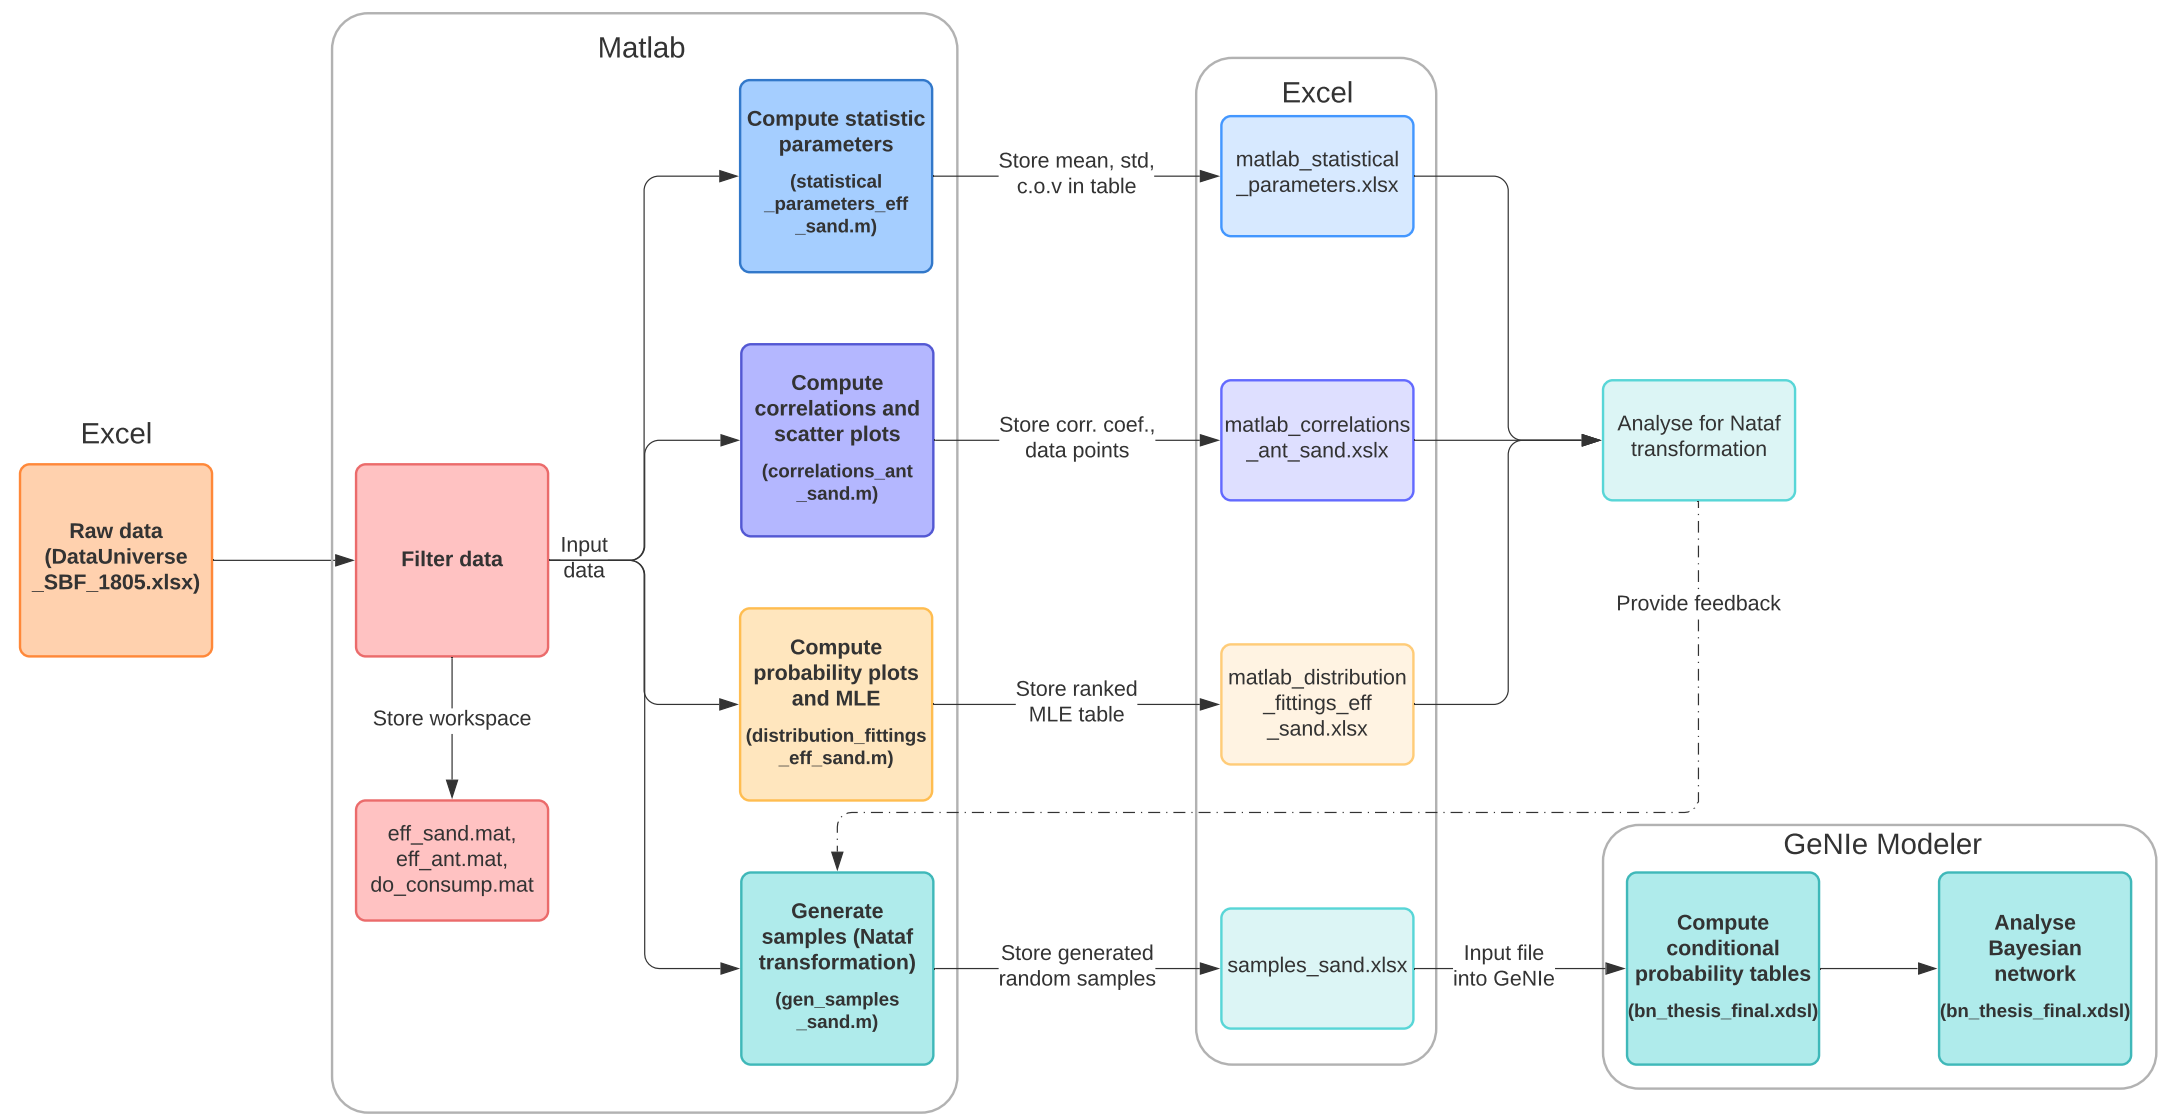 Excel
Raw data
(DataUniverse
_SBF_1805.xlsx)
Matlab
Filter data
Input
data
Store workspace
eff_sand.mat,
eff_ant.mat,
do_consump.mat
Compute statistic
parameters
(statistical
_parameters_eff
_sand.m)
Compute
correlations and
scatter plots
(correlations_ant
_sand.m)
Compute
probability plots
and MLE
(distribution_fittings
_eff_sand.m)
Generate
samples (Nataf
transformation)
(gen_samples
_sand.m)
Store mean, std,
c.o.v in table
Store corr. coef.,
data points
Store ranked
MLE table
Store generated
random samples
Excel
matlab_statistical
_parameters.xlsx
matlab_correlations
_ant_sand.xslx
matlab_distribution
_fittings_eff
_sand.xlsx
samples_sand.xlsx
Analyse for Nataf
transformation
Provide feedback
Input file
into GeNIe
GeNIe Modeler
Compute
conditional
probability tables
(bn_thesis_final.xdsl)
Analyse
Bayesian
network
(bn_thesis_final.xdsl)